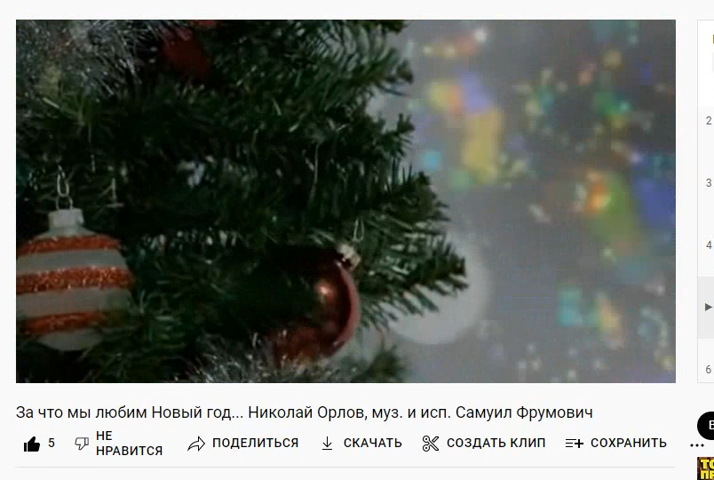 За что мы любим Новый год... Николай Орлов, муз. и исп. Самуил Фрумович
5
НЕ
НРАВИТСЯ
ПОДЕЛИТЬСЯ
СКАЧАТЬ
СОЗДАТЬ КЛИП
СОХРАНИТЬ
2
3
4
6